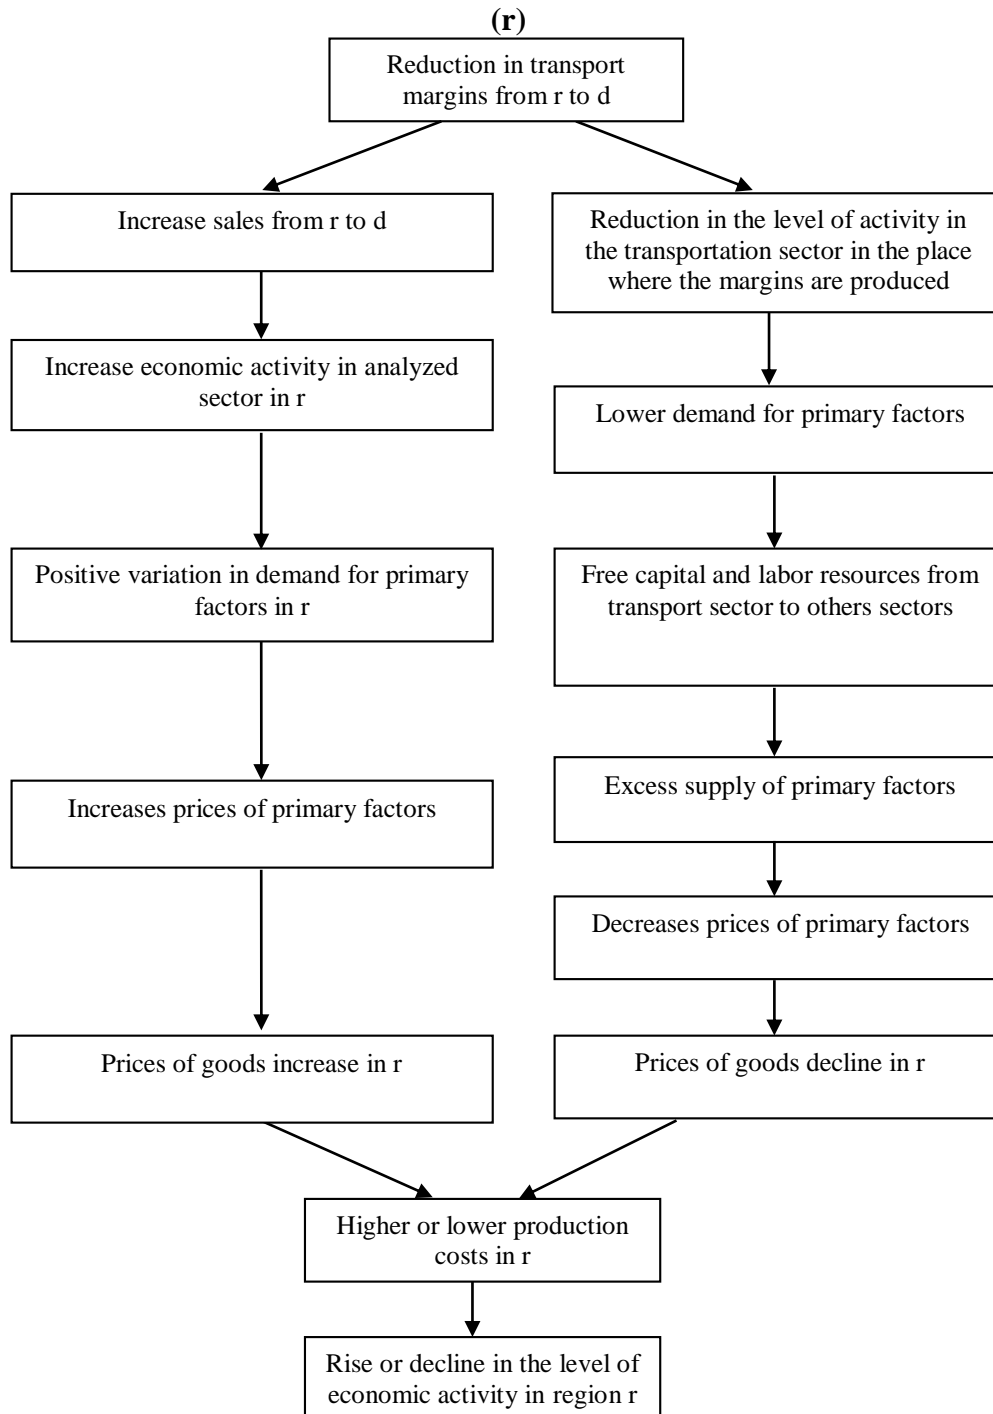 (r)
Reduction in transport
margins from r to d
Increase sales from r to d
Increase economic activity in analyzed
sector in r
Positive variation in demand for primary
factors in r
Increases prices of primary factors
Prices of goods increase in r
Reduction in the level of activity in
the transportation sector in the place
where the margins are produced
Lower demand for primary factors
Free capital and labor resources from
transport sector to others sectors
Excess supply of primary factors
Decreases prices of primary factors
Prices of goods decline in r
Higher or lower production
costs in r
Rise or decline in the level of
economic activity in region r